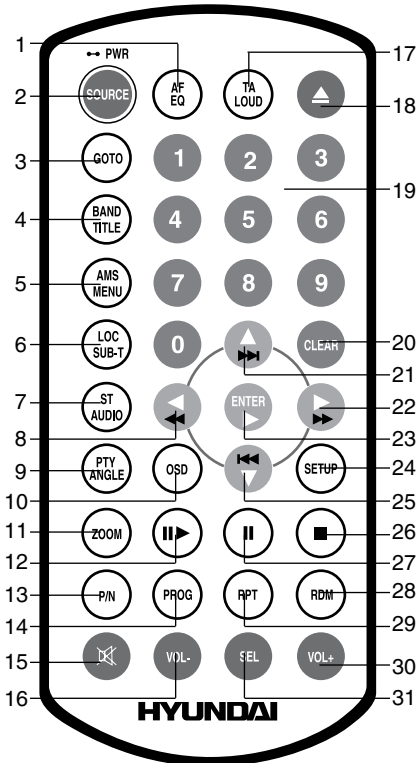 1 17
PWR
2 SOURCE AF EQ TA LOUD 18
3 GOTO 1 2 3 19
4 BAND TITLE 4 5 6
5 AMS MENU 7 8 9
6 LOC SUB-T 0 CLEAR 20
21
7 ST AUDIO ENTER 22
8 23
9 PTY ANGLE OSD SETUP 24
10 25
11 ZOOM 26
12 27
13 P/N PROG RPT RDM 28
14 29
15 VOL- SEL VOL+ 30
16 31
HYUNDAI